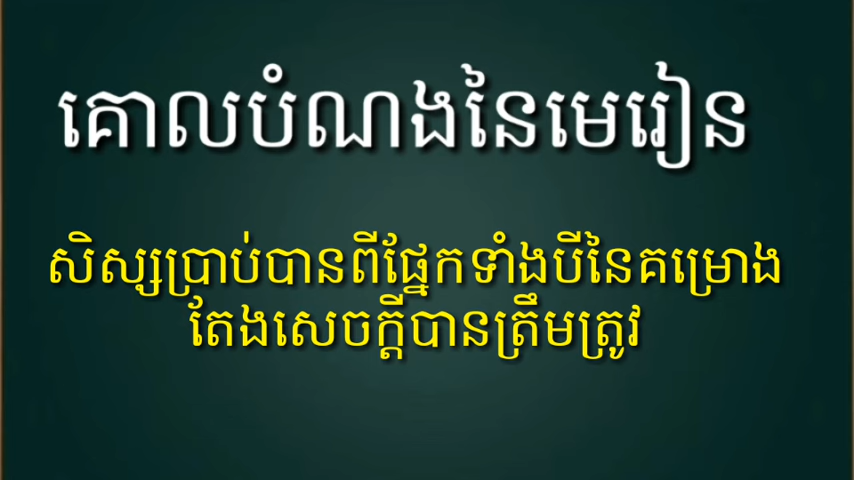 គោលបំណងនៃមេរៀន
សិស្សប្រាប់បានពីផ្នែកទាំងបីនៃគម្រោង
តែងសេចក្តីបានត្រឹមត្រូវ